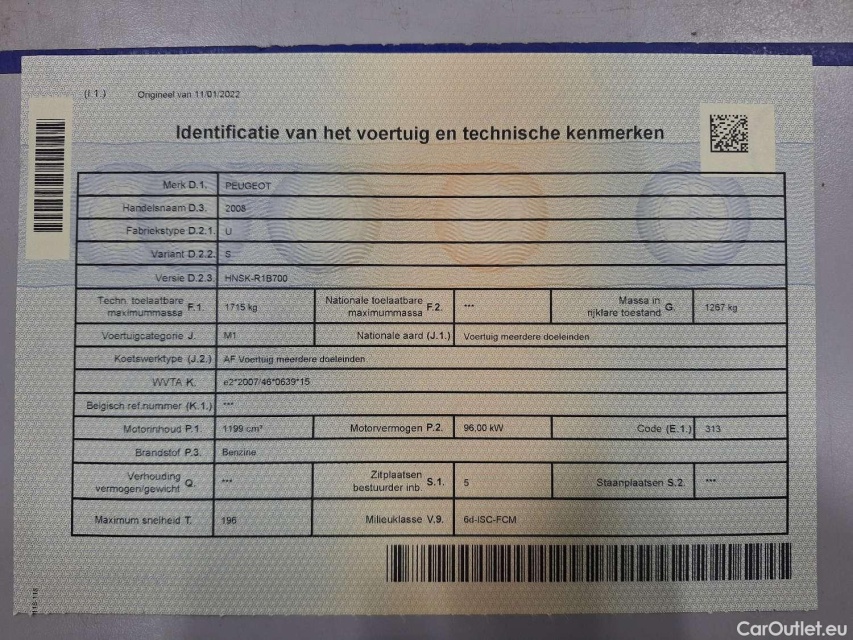 (I.1.) Origineel van 11/01/2022
Identificatie van het voertuig en technische kenmerken
Merk D.1. PEUGEOT
Handelsnaam D.3. 2008
Fabriekstype D.2.1. U
Variant D.2.2. S
Versie D.2.3. HNSK-R1B700
Techn. toelaatbare maximummassa F.1. 1715 kg Nationale toelaatbare maximummassa F.2. *** Massa in rijklare toestand G. 1267 kg
Voertuigcategorie J. M1 Nationale aard (J.1.) Voertuig meerdere doeleinden
Koetswerktype (J.2.) AF Voertuig meerdere doeleinden
WVTA K. e2*2007/46*0639*15
Belgisch ref.nummer (K.1.) ***
Motorinhoud P.1. 1199 cm³ Motorvermogen P.2. 96,00 kW Code (E.1.) 313
Brandstof P.3. Benzine
Verhouding vermogen/gewicht Q. *** Zitplaatsen bestuurder inb S.1. 5 Staanplaatsen S.2. ***
Maximum snelheid T. 196 Milieuklasse V.9. 6d-ISC-FCM
CarOutlet.eu